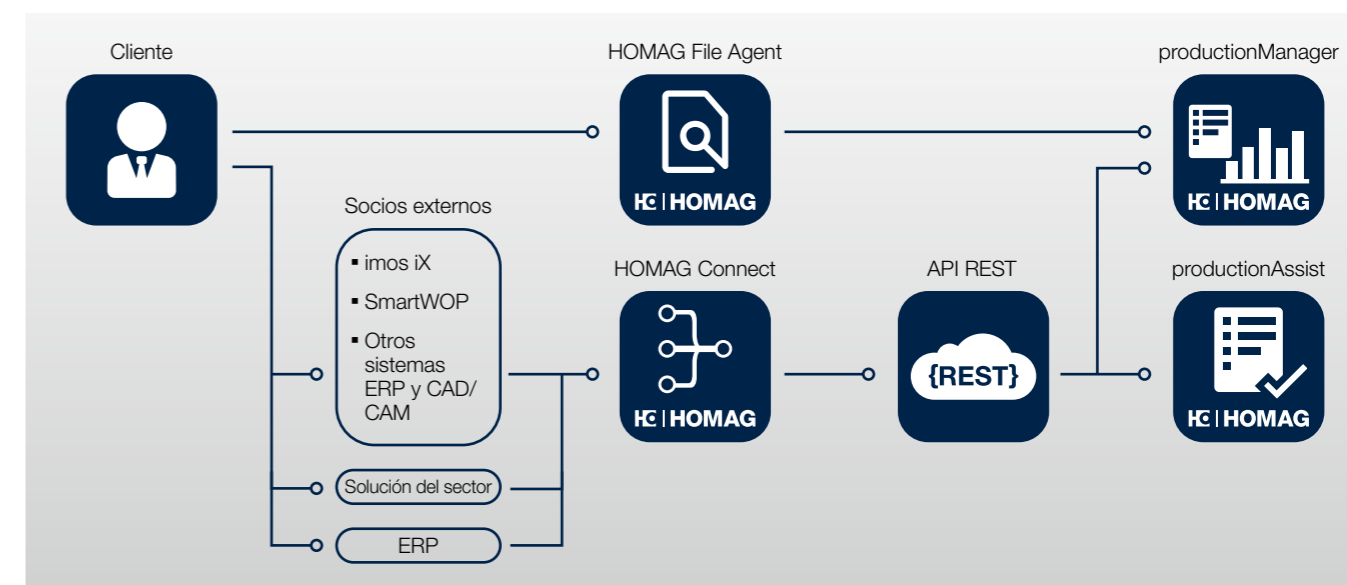 Cliente
HOMAG File Agent
productionManager
HOMAG
HOMAG
Socios externos
▪ imos iX
▪ SmartWOP
▪ Otros
sistemas
ERP y CAD/
CAM
HOMAG Connect
API REST
productionAssist
{REST}
HOMAG
HOMAG
Solución del sector
ERP